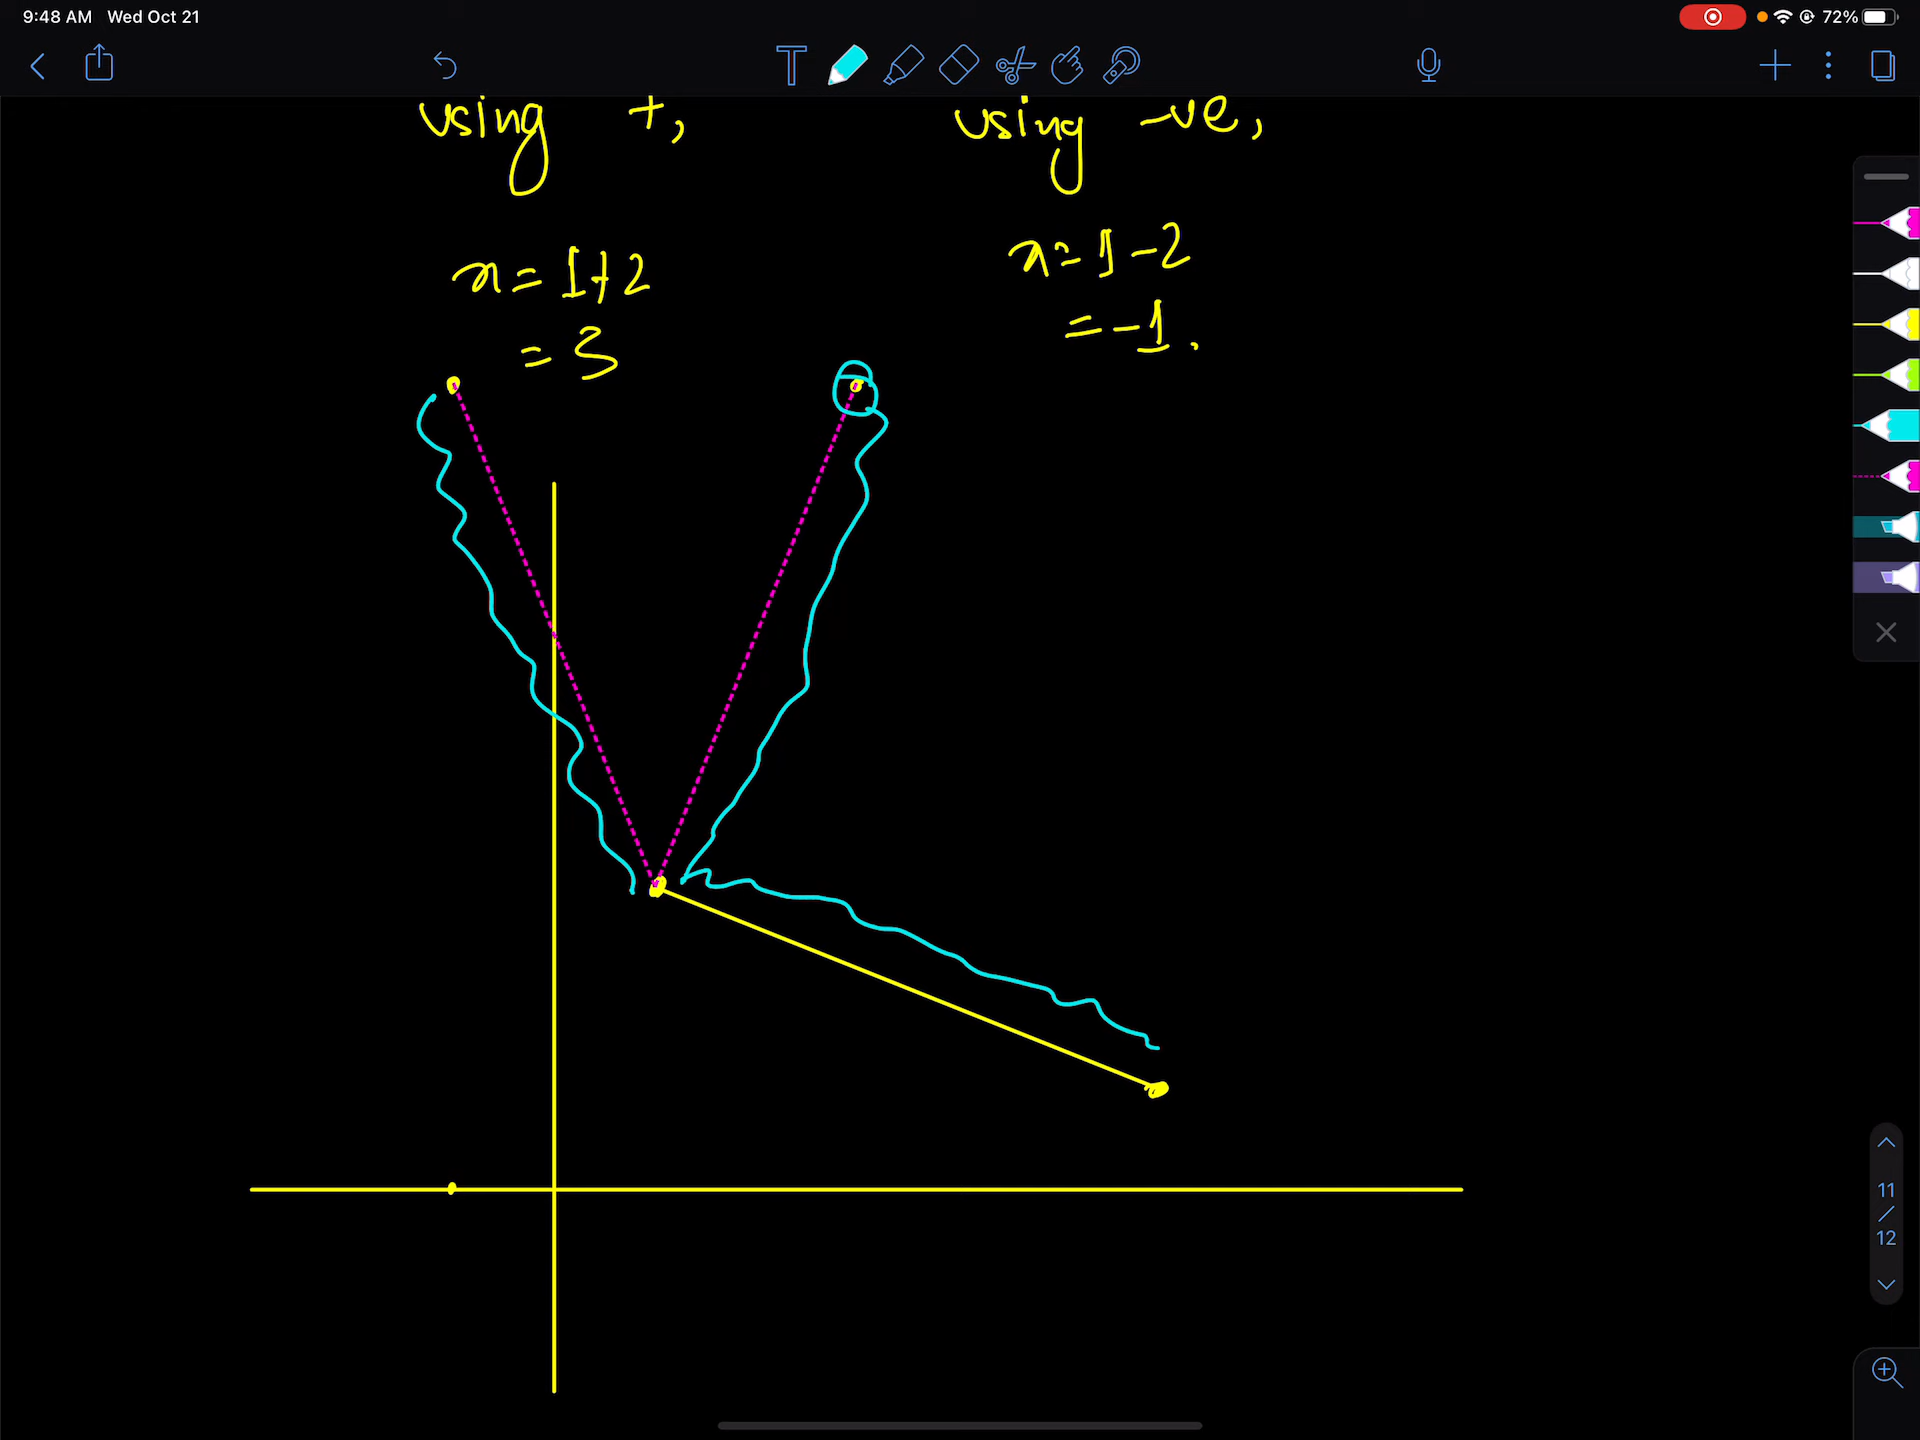 9:48 AM Wed Oct 21
72%
using +,
using -ve,
x = 1+2
= 3
x = 1-2
= -1.
11
/
12